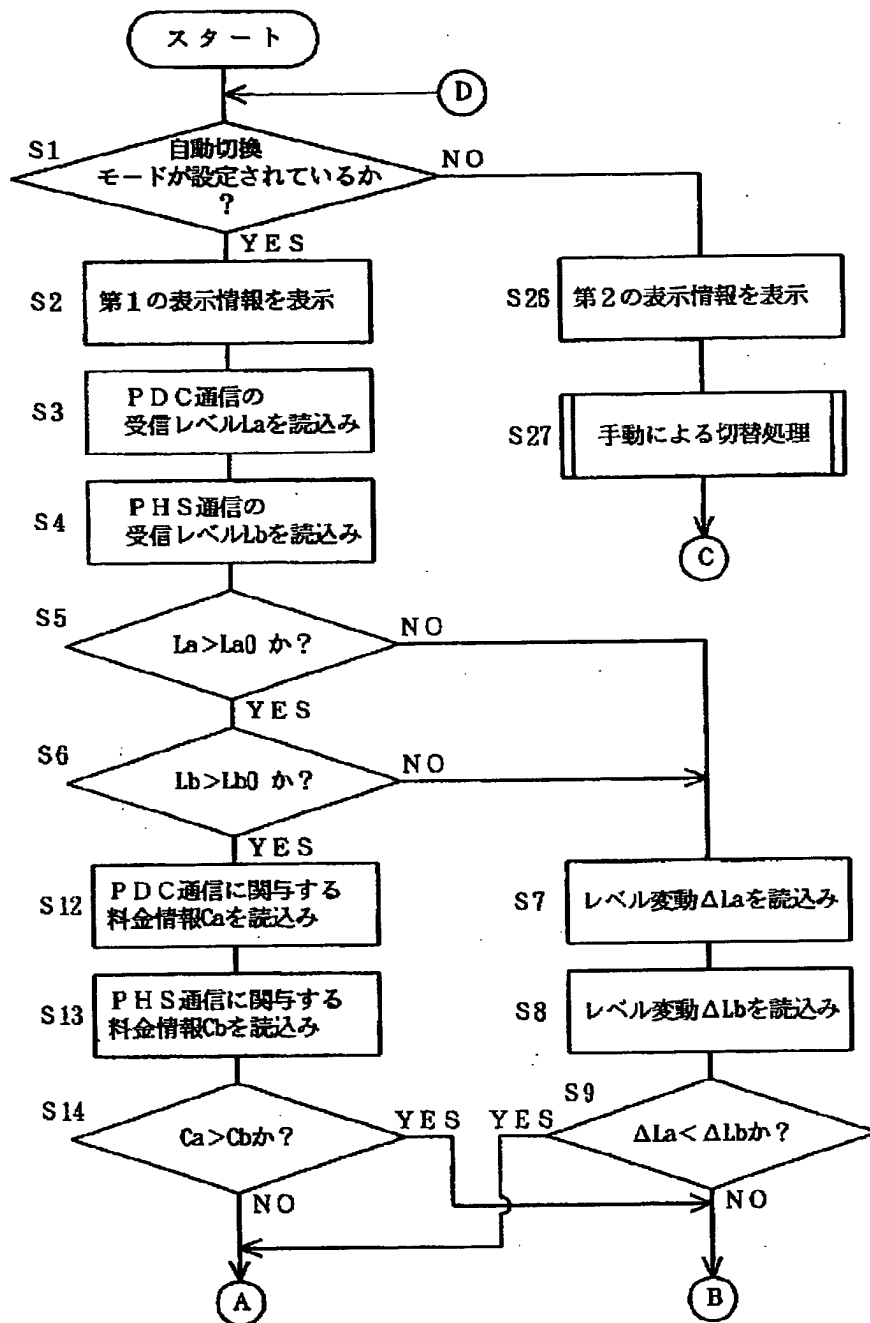 スタート
D
S1
自動切換
モードが設定されているか
?
NO
YES
S2
第1の表示情報を表示
S26
第2の表示情報を表示
S3
PDC通信の
受信レベルLaを読込み
S27
手動による切替処理
S4
PHS通信の
受信レベルLbを読込み
C
S5
La>La0 か?
NO
YES
S6
Lb>Lb0 か?
NO
YES
S12
PDC通信に関与する
料金情報Caを読込み
S7
レベル変動ΔLaを読込み
S13
PHS通信に関与する
料金情報Cbを読込み
S8
レベル変動ΔLbを読込み
S14
Ca>Cbか?
YES
YES
S9
ΔLa<ΔLbか?
NO
NO
A
B